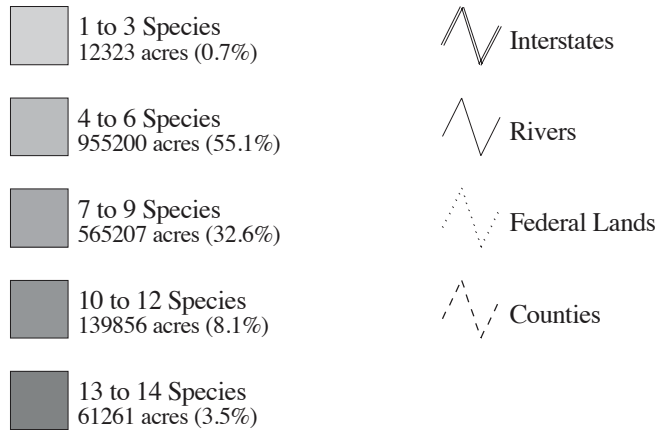 1 to 3 Species
12323 acres (0.7%)
4 to 6 Species
955200 acres (55.1%)
7 to 9 Species
565207 acres (32.6%)
10 to 12 Species
139856 acres (8.1%)
13 to 14 Species
61261 acres (3.5%)
Interstates
Rivers
Federal Lands
Counties